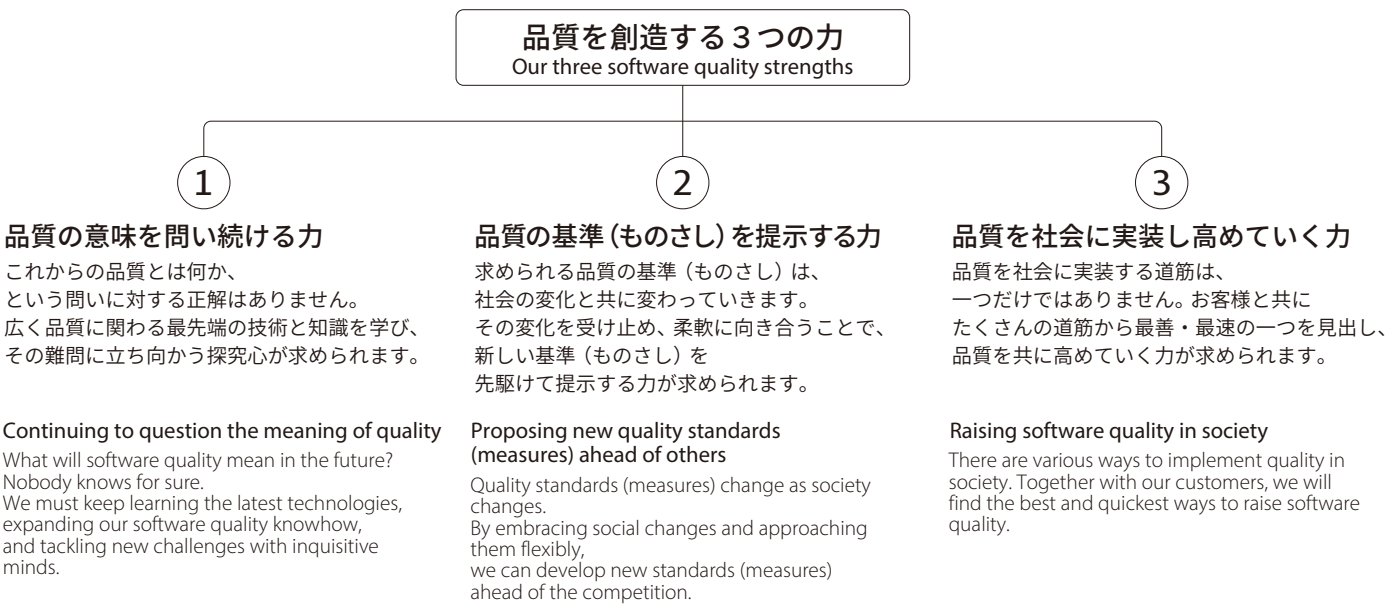 品質を創造する３つの力
Our three software quality strengths
1
品質の意味を問い続ける力
これからの品質とは何か、
という問いに対する正解はありません。
広く品質に関わる最先端の技術と知識を学び、
その難問に立ち向かう探究心が求められます。
Continuing to question the meaning of quality
What will software quality mean in the future?
Nobody knows for sure.
We must keep learning the latest technologies,
expanding our software quality knowhow,
and tackling new challenges with inquisitive
minds.
2
品質の基準（ものさし）を提示する力
求められる品質の基準（ものさし）は、
社会の変化と共に変わっていきます。
その変化を受け止め、柔軟に向き合うことで、
新しい基準（ものさし）を
先駆けて提示する力が求められます。
Proposing new quality standards
(measures) ahead of others
Quality standards (measures) change as society
changes.
By embracing social changes and approaching
them flexibly,
we can develop new standards (measures)
ahead of the competition.
3
品質を社会に実装し高めていく力
品質を社会に実装する道筋は、
一つだけではありません。お客様と共に
たくさんの道筋から最善・最速の一つを見出し、
品質を共に高めていく力が求められます。
Raising software quality in society
There are various ways to implement quality in
society. Together with our customers, we will
find the best and quickest ways to raise software
quality.